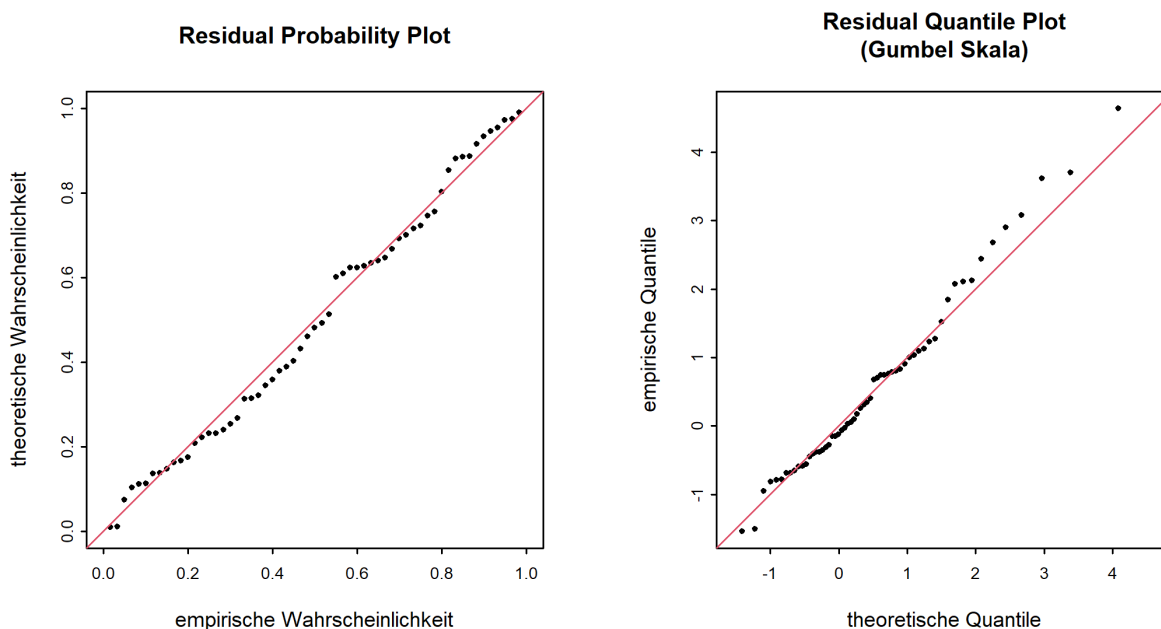 Residual Probability Plot
1.0
0.8
0.6
0.4
0.2
0.0
theoretische Wahrscheinlichkeit
0.0 0.2 0.4 0.6 0.8 1.0
empirische Wahrscheinlichkeit
Residual Quantile Plot
(Gumbel Skala)
4
3
2
1
0
-1
empirische Quantile
-1 0 1 2 3 4
theoretische Quantile